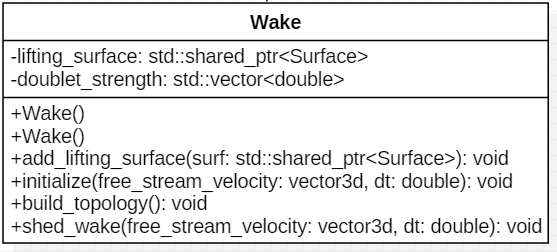 Wake
-lifting_surface: std::shared_ptr<Surface>
-doublet_strength: std::vector<double>
+Wake()
+Wake()
+add_lifting_surface(surf: std::shared_ptr<Surface>): void
+initialize(free_stream_velocity: vector3d, dt: double): void
+build_topology(): void
+shed_wake(free_stream_velocity: vector3d, dt: double): void